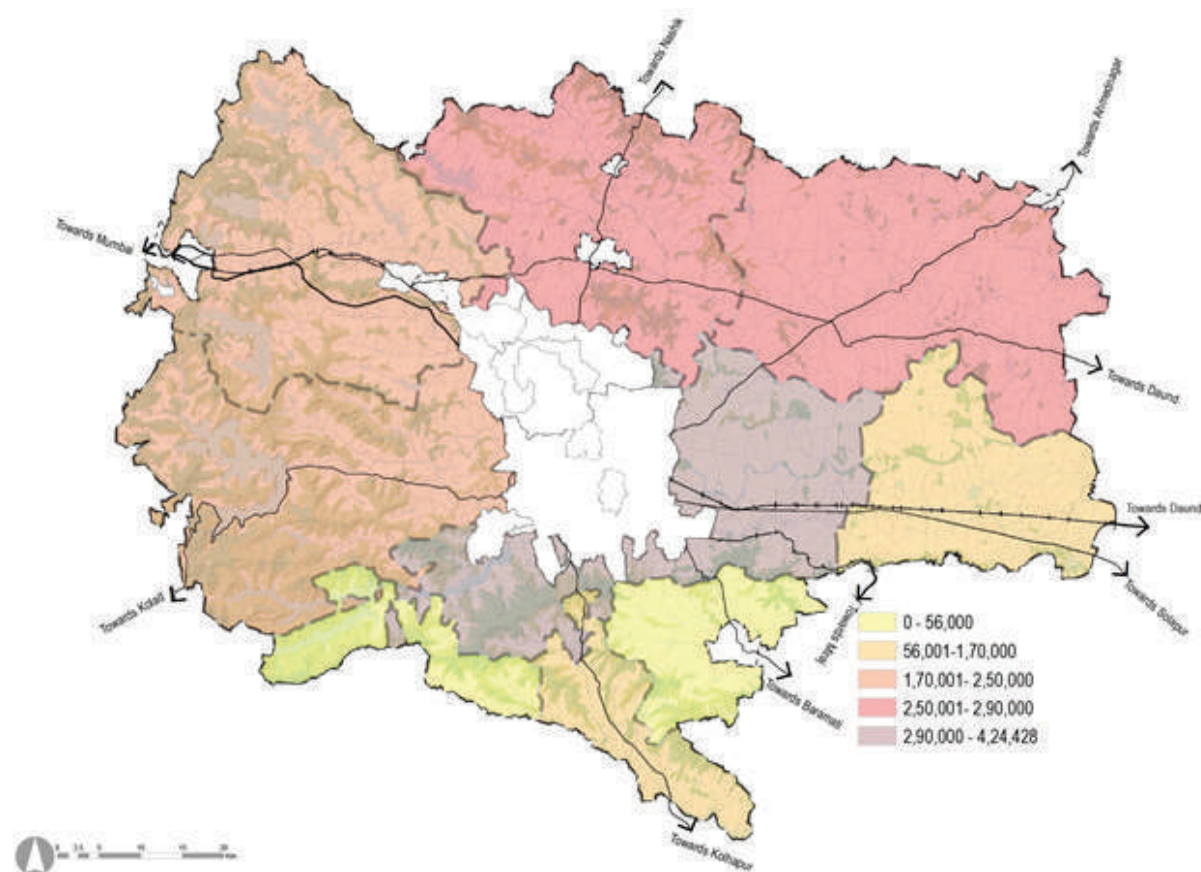 Towards Nashik
Towards Ahmednagar
Towards Mumbai
Towards Daund
Towards Daund
Towards Solapur
Towards Kolad
Towards Miraj
Towards Baramati
Towards Kolhapur
0 - 56,000
56,001-1,70,000
1,70,001- 2,50,000
2,50,001- 2,90,000
2,90,000 - 4,24,428